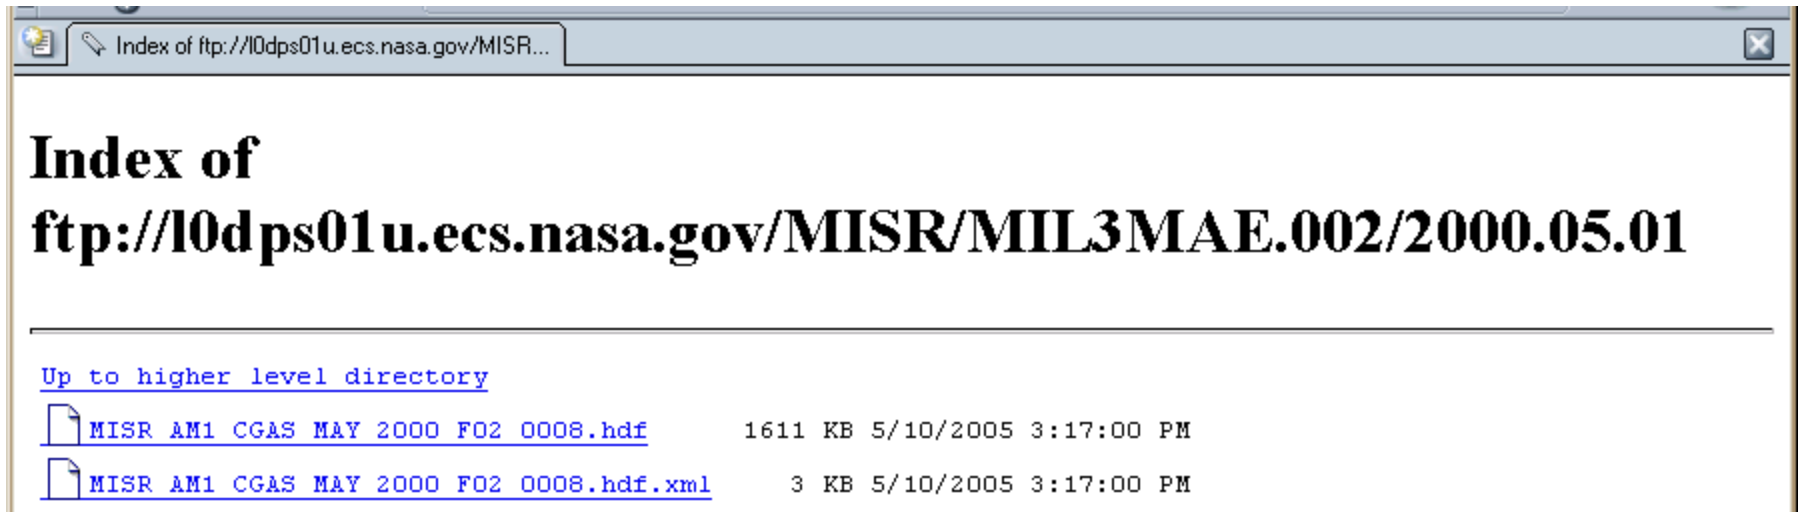 Index of ftp://l0dps01u.ecs.nasa.gov/MISR...
Index of
ftp://l0dps01u.ecs.nasa.gov/MISR/MIL3MAE.002/2000.05.01
Up to higher level directory
MISR_AM1_CGAS_MAY_2000_F02_0008.hdf 1611 KB 5/10/2005 3:17:00 PM
MISR_AM1_CGAS_MAY_2000_F02_0008.hdf.xml 3 KB 5/10/2005 3:17:00 PM